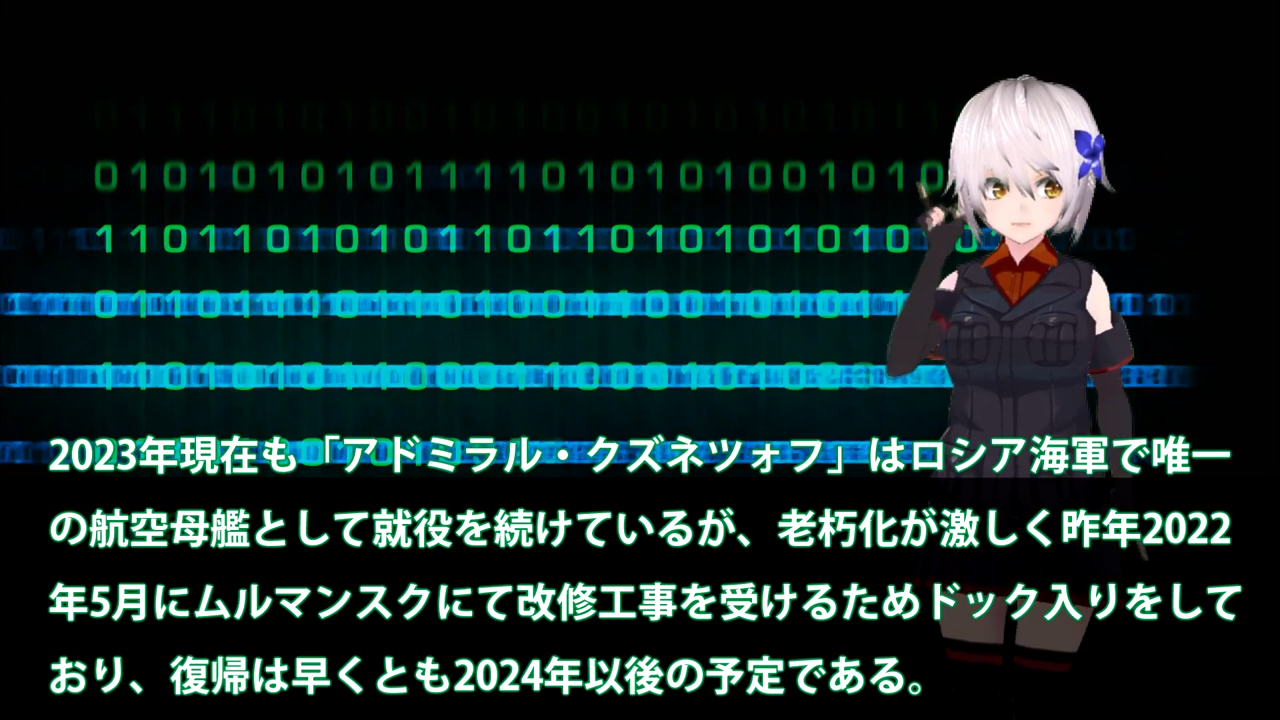 010101010111101010100101 0
11011010101101101010101010
2023年現在も「アドミラル・クズネツォフ」はロシア海軍で唯一
の航空母艦として就役を続けているが、老朽化が激しく昨年2022
年5月にムルマンスクにて改修工事を受けるためドック入りをして
おり、復帰は早くとも2024年以後の予定である。